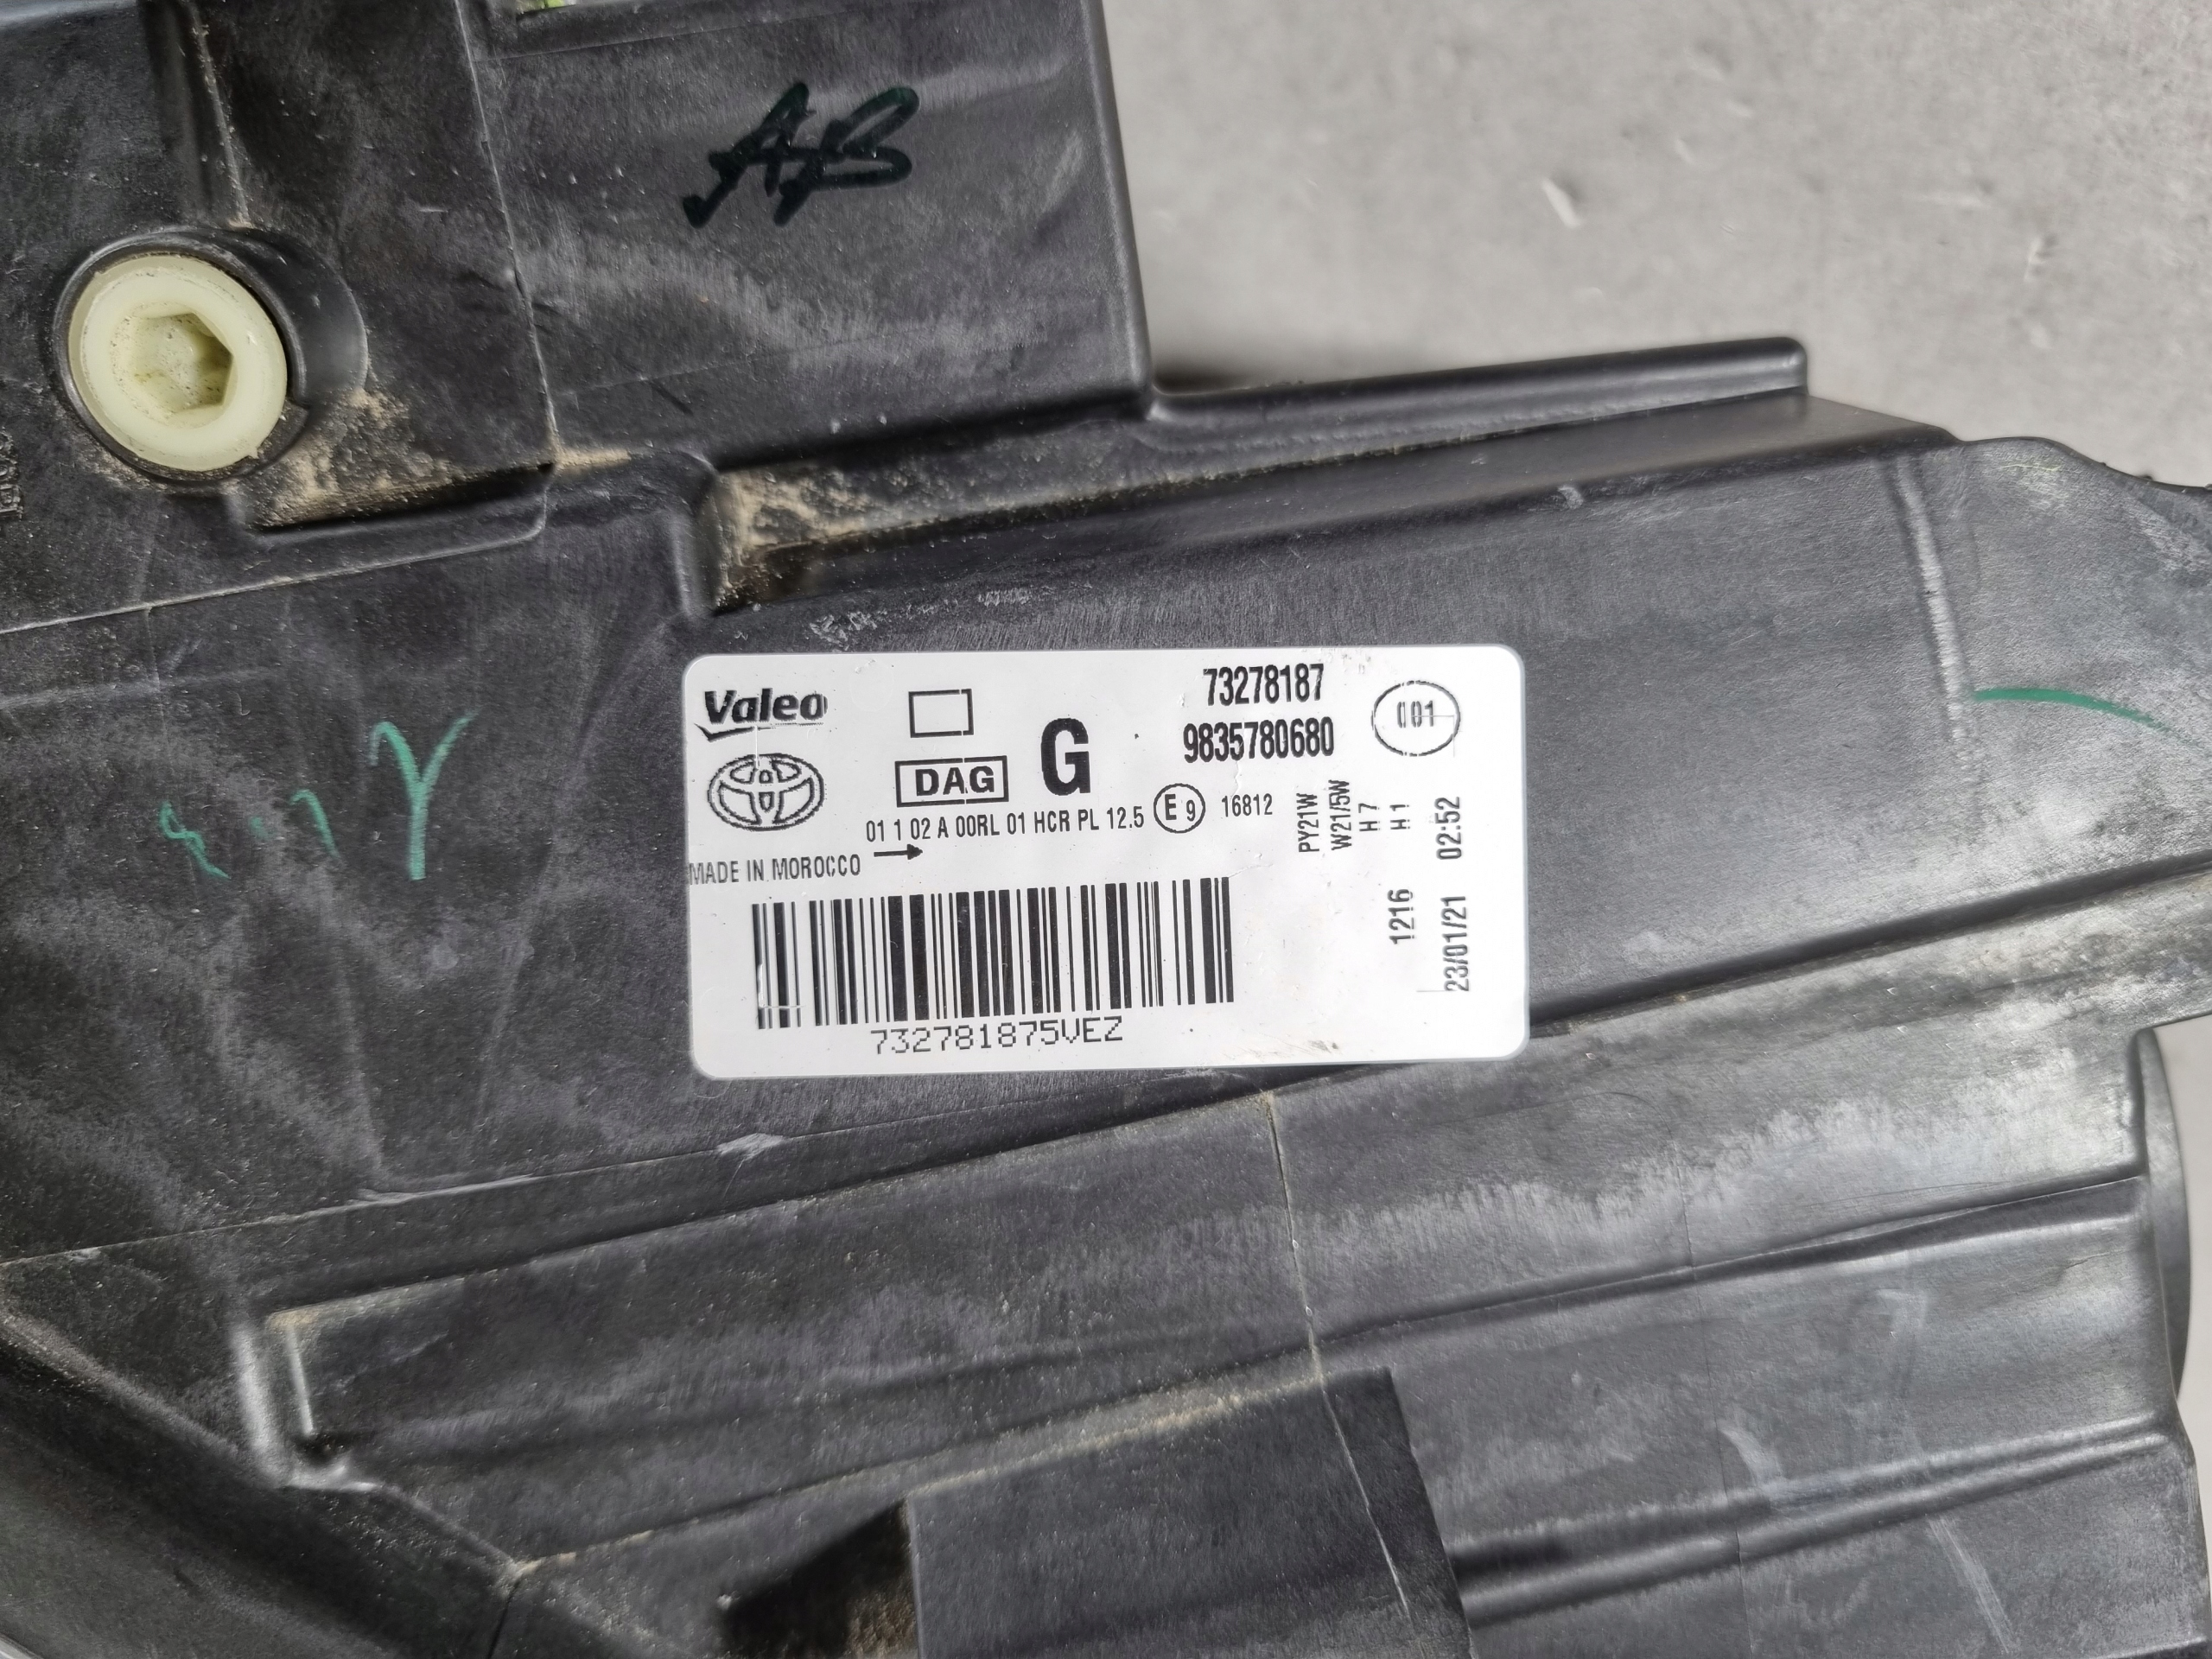 AB
Valeo
73278187
9835780680
001
DAG
G
01 1 02 A 00RL 01 HCR PL 12.5
E9
16812
MADE IN MOROCCO
PY21W
W21/5W
H7
H1
1216
23/01/21 02:52
732781875VEZ